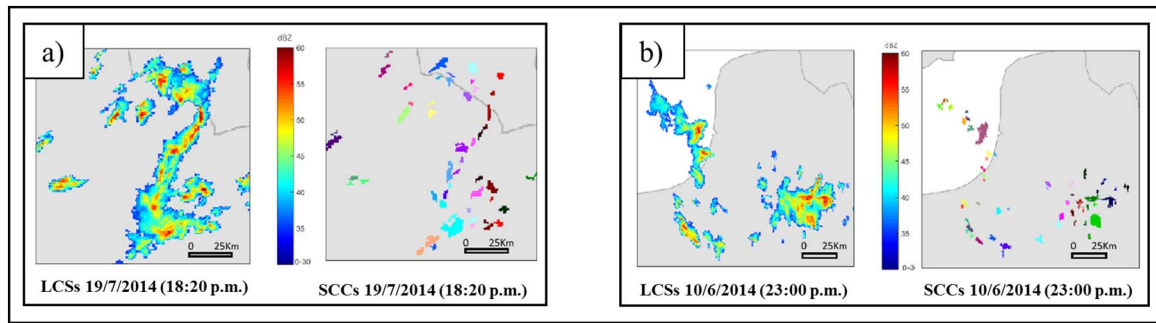 a)
dBZ
60
50
45
40
35
0-30
0 25Km
0 25Km
LCSs 19/7/2014 (18:20 p.m.)
SCCs 19/7/2014 (18:20 p.m.)
b)
dBZ
60
55
50
45
40
35
0 25Km
0 25Km
LCSs 10/6/2014 (23:00 p.m.)
SCCs 10/6/2014 (23:00 p.m.)